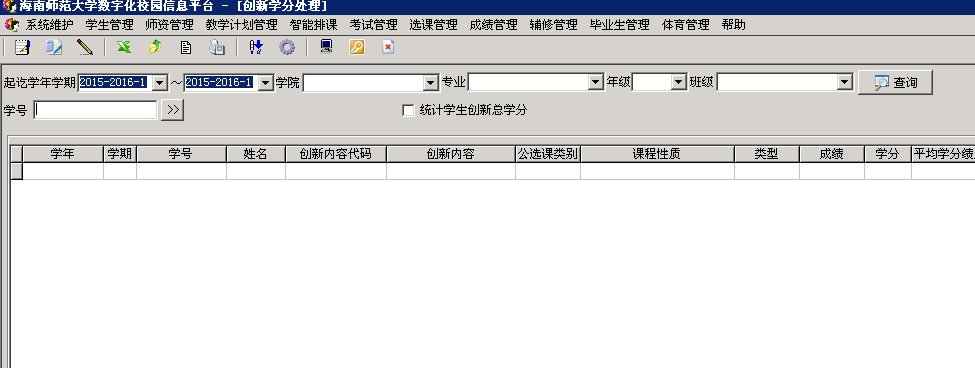 海南师范大学数字化校园信息平台 - [创新学分处理]
系统维护 学生管理 师资管理 教学计划管理 智能排课 考试管理 选课管理 成绩管理 辅修管理 毕业生管理 体育管理 帮助
起讫学年学期 2015-2016-1 ～ 2015-2016-1 学院 专业 年级 班级 查询
学号 >> 统计学生创新总学分
学年 学期 学号 姓名 创新内容代码 创新内容 公选课类别 课程性质 类型 成绩 学分 平均学分绩